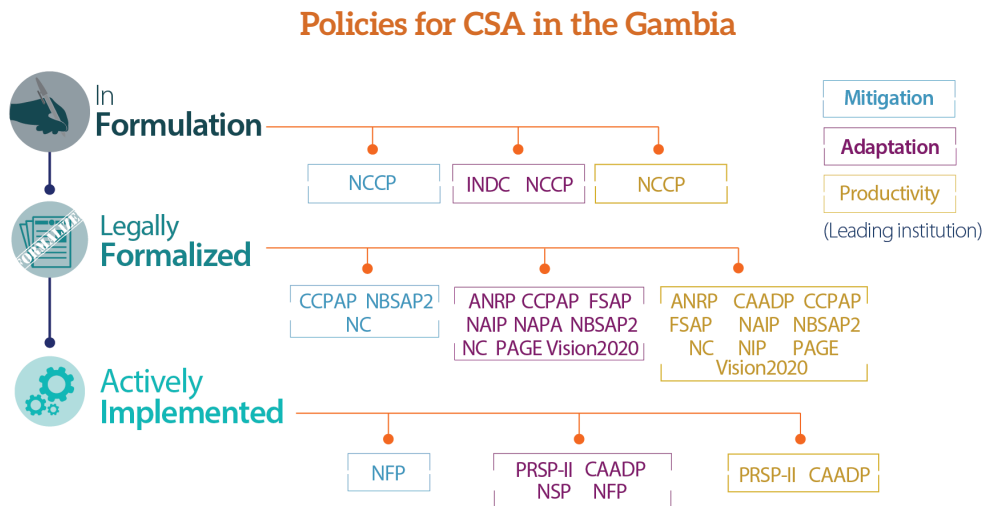 Policies for CSA in the Gambia
In
Formulation
Mitigation
Adaptation
Productivity
(Leading institution)
NCCP
INDC NCCP
NCCP
FORMALIZE
Legally
Formalized
CCPAP NBSAP2
NC
ANRP CCPAP FSAP
NAIP NAPA NBSAP2
NC PAGE Vision2020
ANRP CAADP CCPAP
FSAP NAIP NBSAP2
NC NIP PAGE
Vision2020
Actively
Implemented
NFP
PRSP-II CAADP
NSP NFP
PRSP-II CAADP